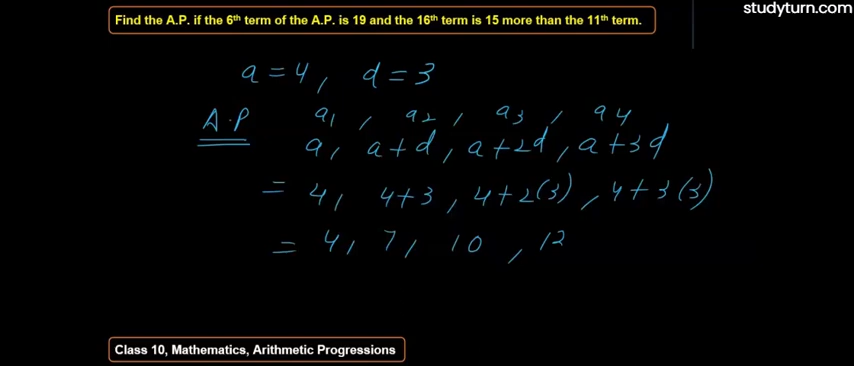 studyturn.com
Find the A.P. if the 6th term of the A.P. is 19 and the 16th term is 15 more than the 11th term.
a = 4, d = 3
A.P a1, a2, a3, a4
a, a+d, a+2d, a+3d
= 4, 4+3, 4+2(3), 4+3(3)
= 4, 7, 10, 13
Class 10, Mathematics, Arithmetic Progressions